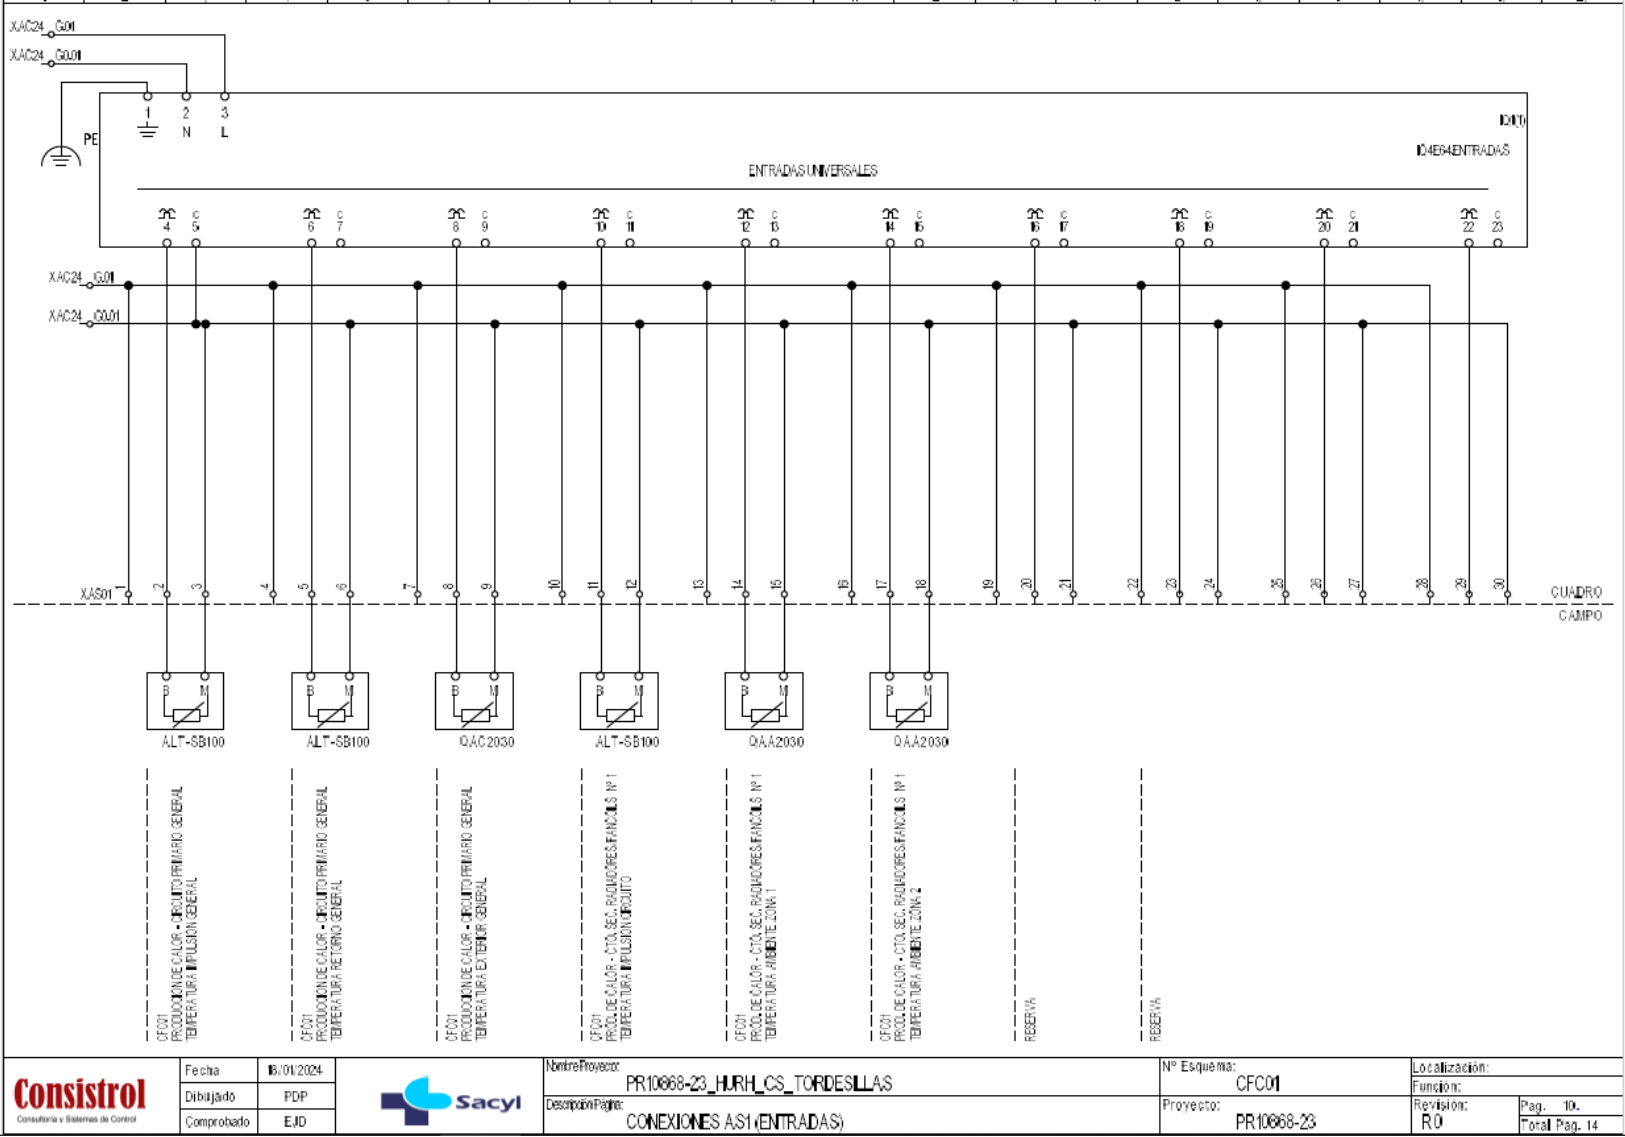 XAC24 G.01
XAC24 G0.01
1 2 3
N L
PE
IQ4E64ENTRADAS
ENTRADAS UNIVERSALES
C C C C C C C C C C
4 5 6 7 8 9 10 11 12 13 14 15 16 17 18 19 20 21 22 23
XAC24 G.01
XAC24 G0.01
XAS01 1 2 3 4 5 6 7 8 9 10 11 12 13 14 15 16 17 18 19 20 21 22 23 24 25 26 27 28 29 30
CUADRO
CAMPO
B M B M B M B M B M B M
ALT-SB100 ALT-SB100 QAC2030 ALT-SB100 QAA2030 QAA2030
CFC01
PRODUCCION DE CALOR - CIRCUITO PRIMARIO GENERAL
TEMPERATURA IMPULSION GENERAL
CFC01
PRODUCCION DE CALOR - CIRCUITO PRIMARIO GENERAL
TEMPERATURA RETORNO GENERAL
CFC01
PRODUCCION DE CALOR - CIRCUITO PRIMARIO GENERAL
TEMPERATURA EXTERIOR GENERAL
CFC01
PROD. DE CALOR - CTO. SEC. RADIADORES/FANCOILS Nº 1
TEMPERATURA IMPULSION CIRCUITO
CFC01
PROD. DE CALOR - CTO. SEC. RADIADORES/FANCOILS Nº 1
TEMPERATURA AMBIENTE ZONA 1
CFC01
PROD. DE CALOR - CTO. SEC. RADIADORES/FANCOILS Nº 1
TEMPERATURA AMBIENTE ZONA 2
RESERVA
RESERVA
Consistrol
Consultoría y Sistemas de Control
Fecha 18/01/2024
Dibujado PDP
Comprobado EJD
Sacyl
Nombre Proyecto:
PR10868-23_HURH_CS_TORDESILLAS
Descripción Página:
CONEXIONES AS1 (ENTRADAS)
Nº Esquema:
CFC01
Proyecto:
PR10868-23
Localización:
Función:
Revisión:
R0
Pag. 10.
Total Pag. 14